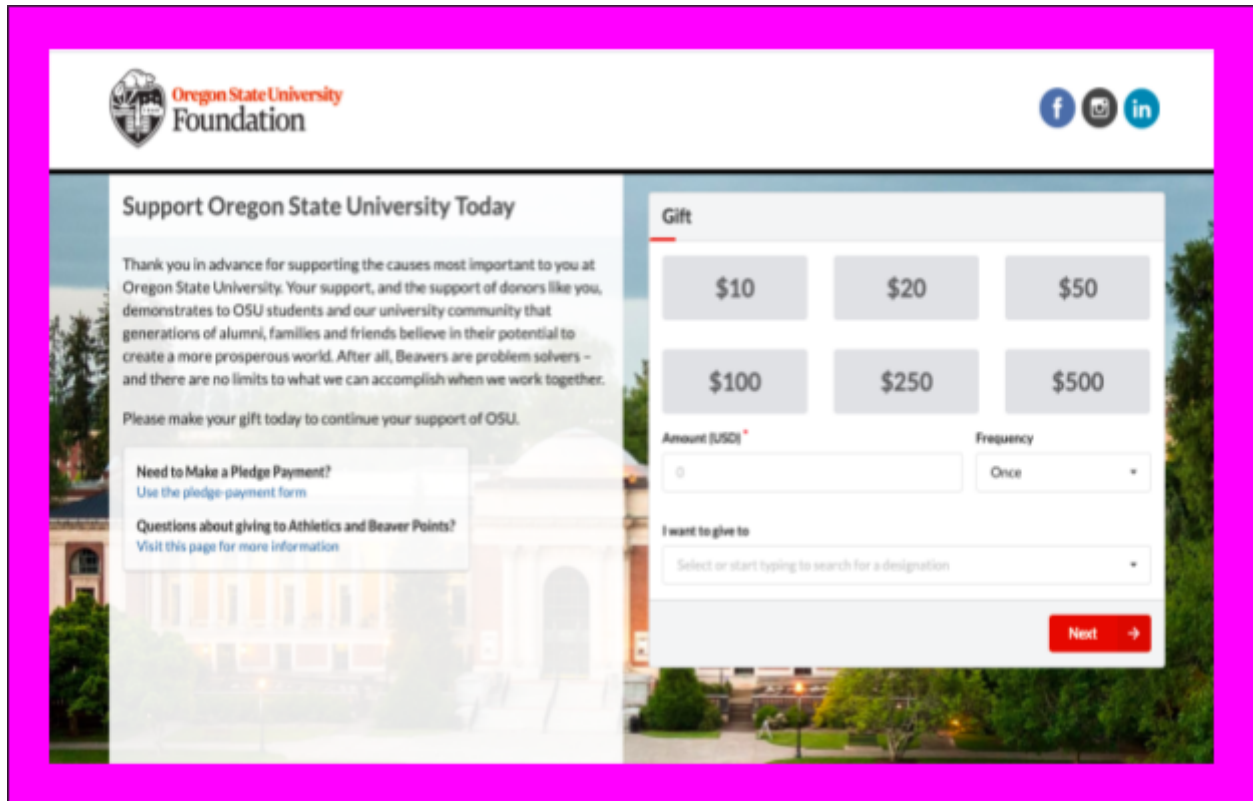 Oregon State University
Foundation
Support Oregon State University Today
Thank you in advance for supporting the causes most important to you at
Oregon State University. Your support, and the support of donors like you,
demonstrates to OSU students and our university community that
generations of alumni, families and friends believe in their potential to
create a more prosperous world. After all, Beavers are problem solvers –
and there are no limits to what we can accomplish when we work together.
Please make your gift today to continue your support of OSU.
Need to Make a Pledge Payment?
Use the pledge-payment form
Questions about giving to Athletics and Beaver Points?
Visit this page for more information
Gift
$10 $20 $50
$100 $250 $500
Amount (USD) * Frequency
0 Once
I want to give to
Select or start typing to search for a designation
Next →